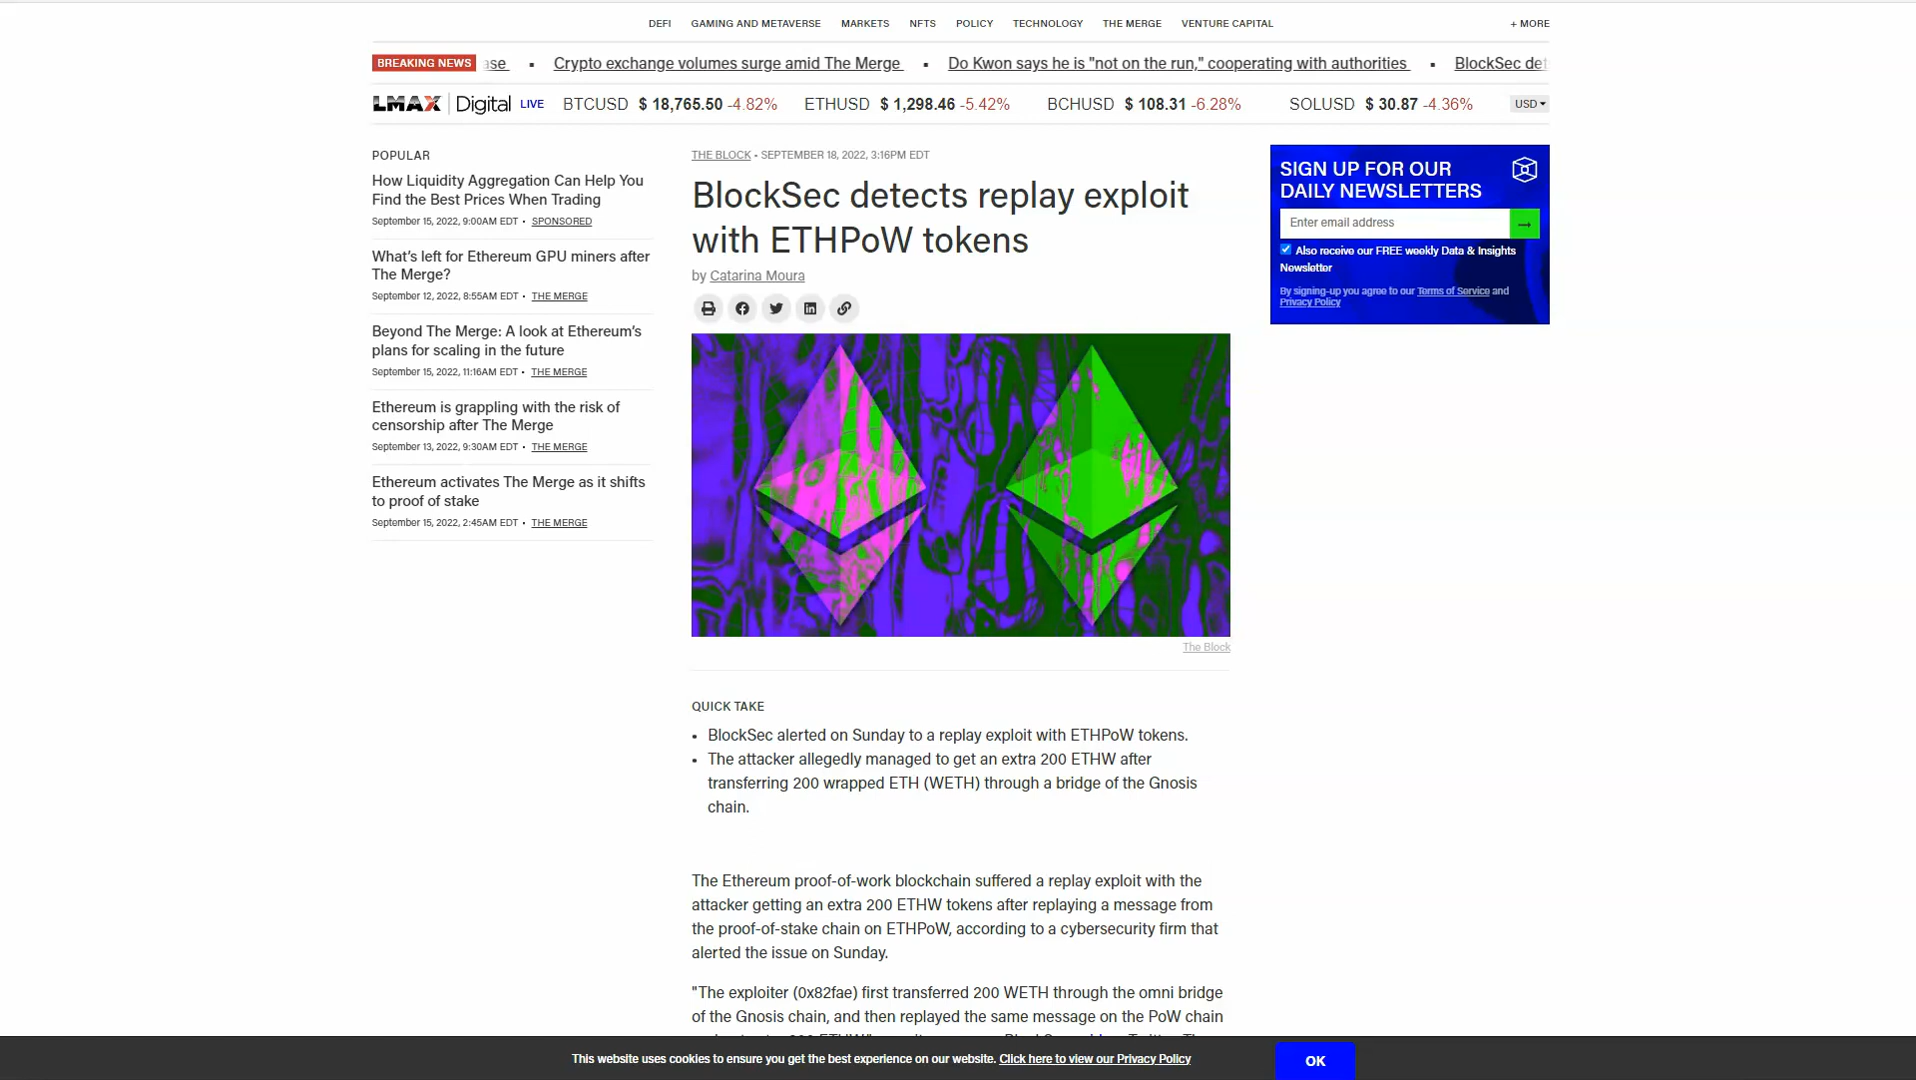 DEFI GAMING AND METAVERSE MARKETS NFTS POLICY TECHNOLOGY THE MERGE VENTURE CAPITAL + MORE
BREAKING NEWS ase ▪ Crypto exchange volumes surge amid The Merge ▪ Do Kwon says he is "not on the run," cooperating with authorities ▪ BlockSec det
LMAX Digital LIVE BTCUSD $ 18,765.50 -4.82% ETHUSD $ 1,298.46 -5.42% BCHUSD $ 108.31 -6.28% SOLUSD $ 30.87 -4.36% USD
POPULAR
How Liquidity Aggregation Can Help You
Find the Best Prices When Trading
September 15, 2022, 9:00AM EDT • SPONSORED
What’s left for Ethereum GPU miners after
The Merge?
September 12, 2022, 8:55AM EDT • THE MERGE
Beyond The Merge: A look at Ethereum’s
plans for scaling in the future
September 15, 2022, 11:16AM EDT • THE MERGE
Ethereum is grappling with the risk of
censorship after The Merge
September 13, 2022, 9:30AM EDT • THE MERGE
Ethereum activates The Merge as it shifts
to proof of stake
September 15, 2022, 2:45AM EDT • THE MERGE
THE BLOCK • SEPTEMBER 18, 2022, 3:16PM EDT
BlockSec detects replay exploit
with ETHPoW tokens
by Catarina Moura
The Block
QUICK TAKE
• BlockSec alerted on Sunday to a replay exploit with ETHPoW tokens.
• The attacker allegedly managed to get an extra 200 ETHW after
transferring 200 wrapped ETH (WETH) through a bridge of the Gnosis
chain.
The Ethereum proof-of-work blockchain suffered a replay exploit with the
attacker getting an extra 200 ETHW tokens after replaying a message from
the proof-of-stake chain on ETHPoW, according to a cybersecurity firm that
alerted the issue on Sunday.
"The exploiter (0x82fae) first transferred 200 WETH through the omni bridge
of the Gnosis chain, and then replayed the same message on the PoW chain
SIGN UP FOR OUR
DAILY NEWSLETTERS
Enter email address →
Also receive our FREE weekly Data & Insights
Newsletter
By signing-up you agree to our Terms of Service and
Privacy Policy
This website uses cookies to ensure you get the best experience on our website. Click here to view our Privacy Policy OK